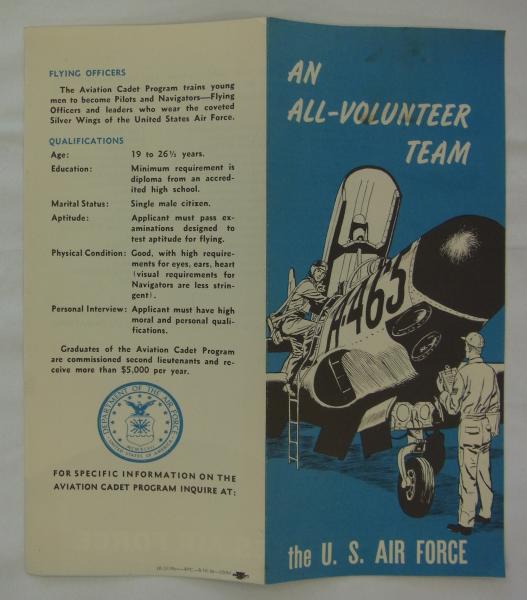 FLYING OFFICERS
The Aviation Cadet Program trains young
men to become Pilots and Navigators—Flying
Officers and leaders who wear the coveted
Silver Wings of the United States Air Force.
QUALIFICATIONS
Age: 19 to 26½ years.
Education: Minimum requirement is
diploma from an accred-
ited high school.
Marital Status: Single male citizen.
Aptitude: Applicant must pass ex-
aminations designed to
test aptitude for flying.
Physical Condition: Good, with high require-
ments for eyes, ears, heart
(visual requirements for
Navigators are less strin-
gent).
Personal Interview: Applicant must have high
moral and personal quali-
fications.
Graduates of the Aviation Cadet Program
are commissioned second lieutenants and re-
ceive more than $5,000 per year.
DEPARTMENT OF THE AIR FORCE
UNITED STATES OF AMERICA
FOR SPECIFIC INFORMATION ON THE
AVIATION CADET PROGRAM INQUIRE AT:
AN
ALL-VOLUNTEER
TEAM
A-465
the U. S. AIR FORCE